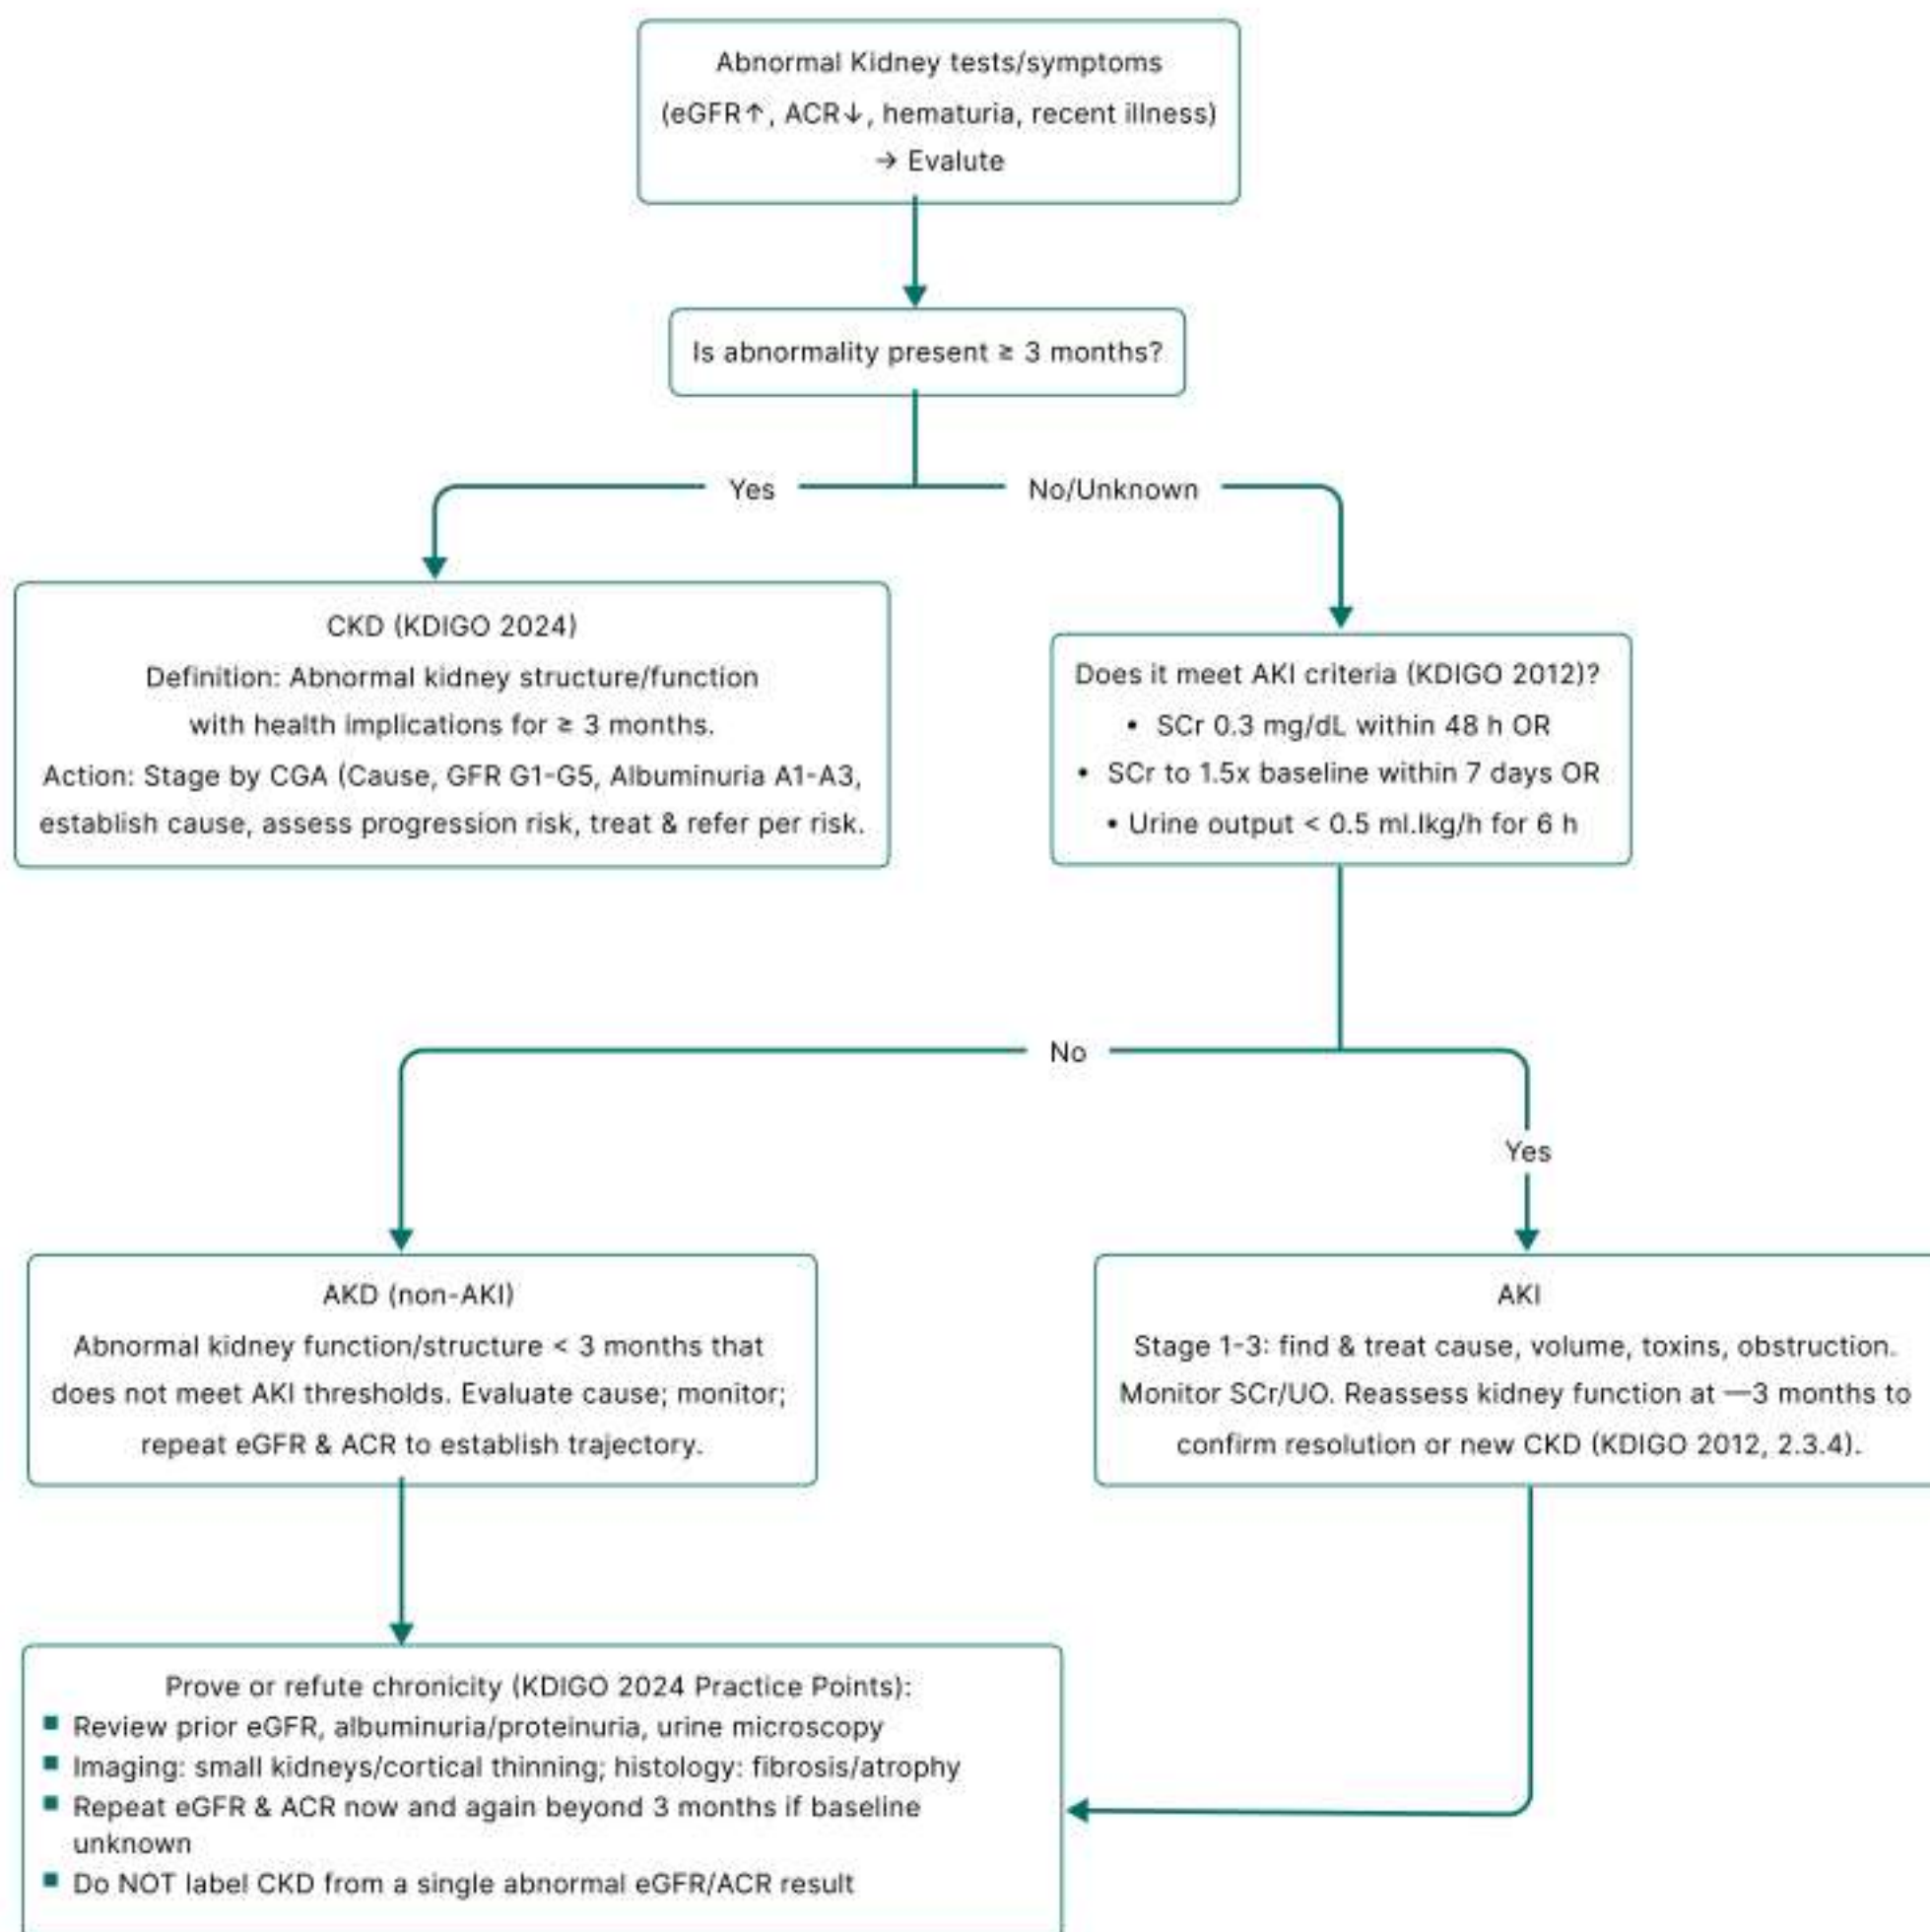 Abnormal Kidney tests/symptoms
(eGFR↑, ACR↓, hematuria, recent illness)
→ Evalute
Is abnormality present ≥ 3 months?
Yes
No/Unknown
CKD (KDIGO 2024)
Definition: Abnormal kidney structure/function
with health implications for ≥ 3 months.
Action: Stage by CGA (Cause, GFR G1-G5, Albuminuria A1-A3,
establish cause, assess progression risk, treat & refer per risk.
Does it meet AKI criteria (KDIGO 2012)?
• SCr 0.3 mg/dL within 48 h OR
• SCr to 1.5x baseline within 7 days OR
• Urine output < 0.5 ml.lkg/h for 6 h
No
Yes
AKD (non-AKI)
Abnormal kidney function/structure < 3 months that
does not meet AKI thresholds. Evaluate cause; monitor;
repeat eGFR & ACR to establish trajectory.
AKI
Stage 1-3: find & treat cause, volume, toxins, obstruction.
Monitor SCr/UO. Reassess kidney function at —3 months to
confirm resolution or new CKD (KDIGO 2012, 2.3.4).
Prove or refute chronicity (KDIGO 2024 Practice Points):
▪ Review prior eGFR, albuminuria/proteinuria, urine microscopy
▪ Imaging: small kidneys/cortical thinning; histology: fibrosis/atrophy
▪ Repeat eGFR & ACR now and again beyond 3 months if baseline
unknown
▪ Do NOT label CKD from a single abnormal eGFR/ACR result